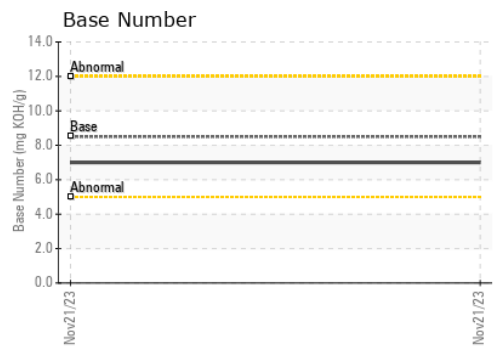 Base Number
Base Number (mg KOH/g)
14.0
12.0
10.0
8.0
6.0
4.0
2.0
0.0
Abnormal
Base
Abnormal
Nov21/23
Nov21/23